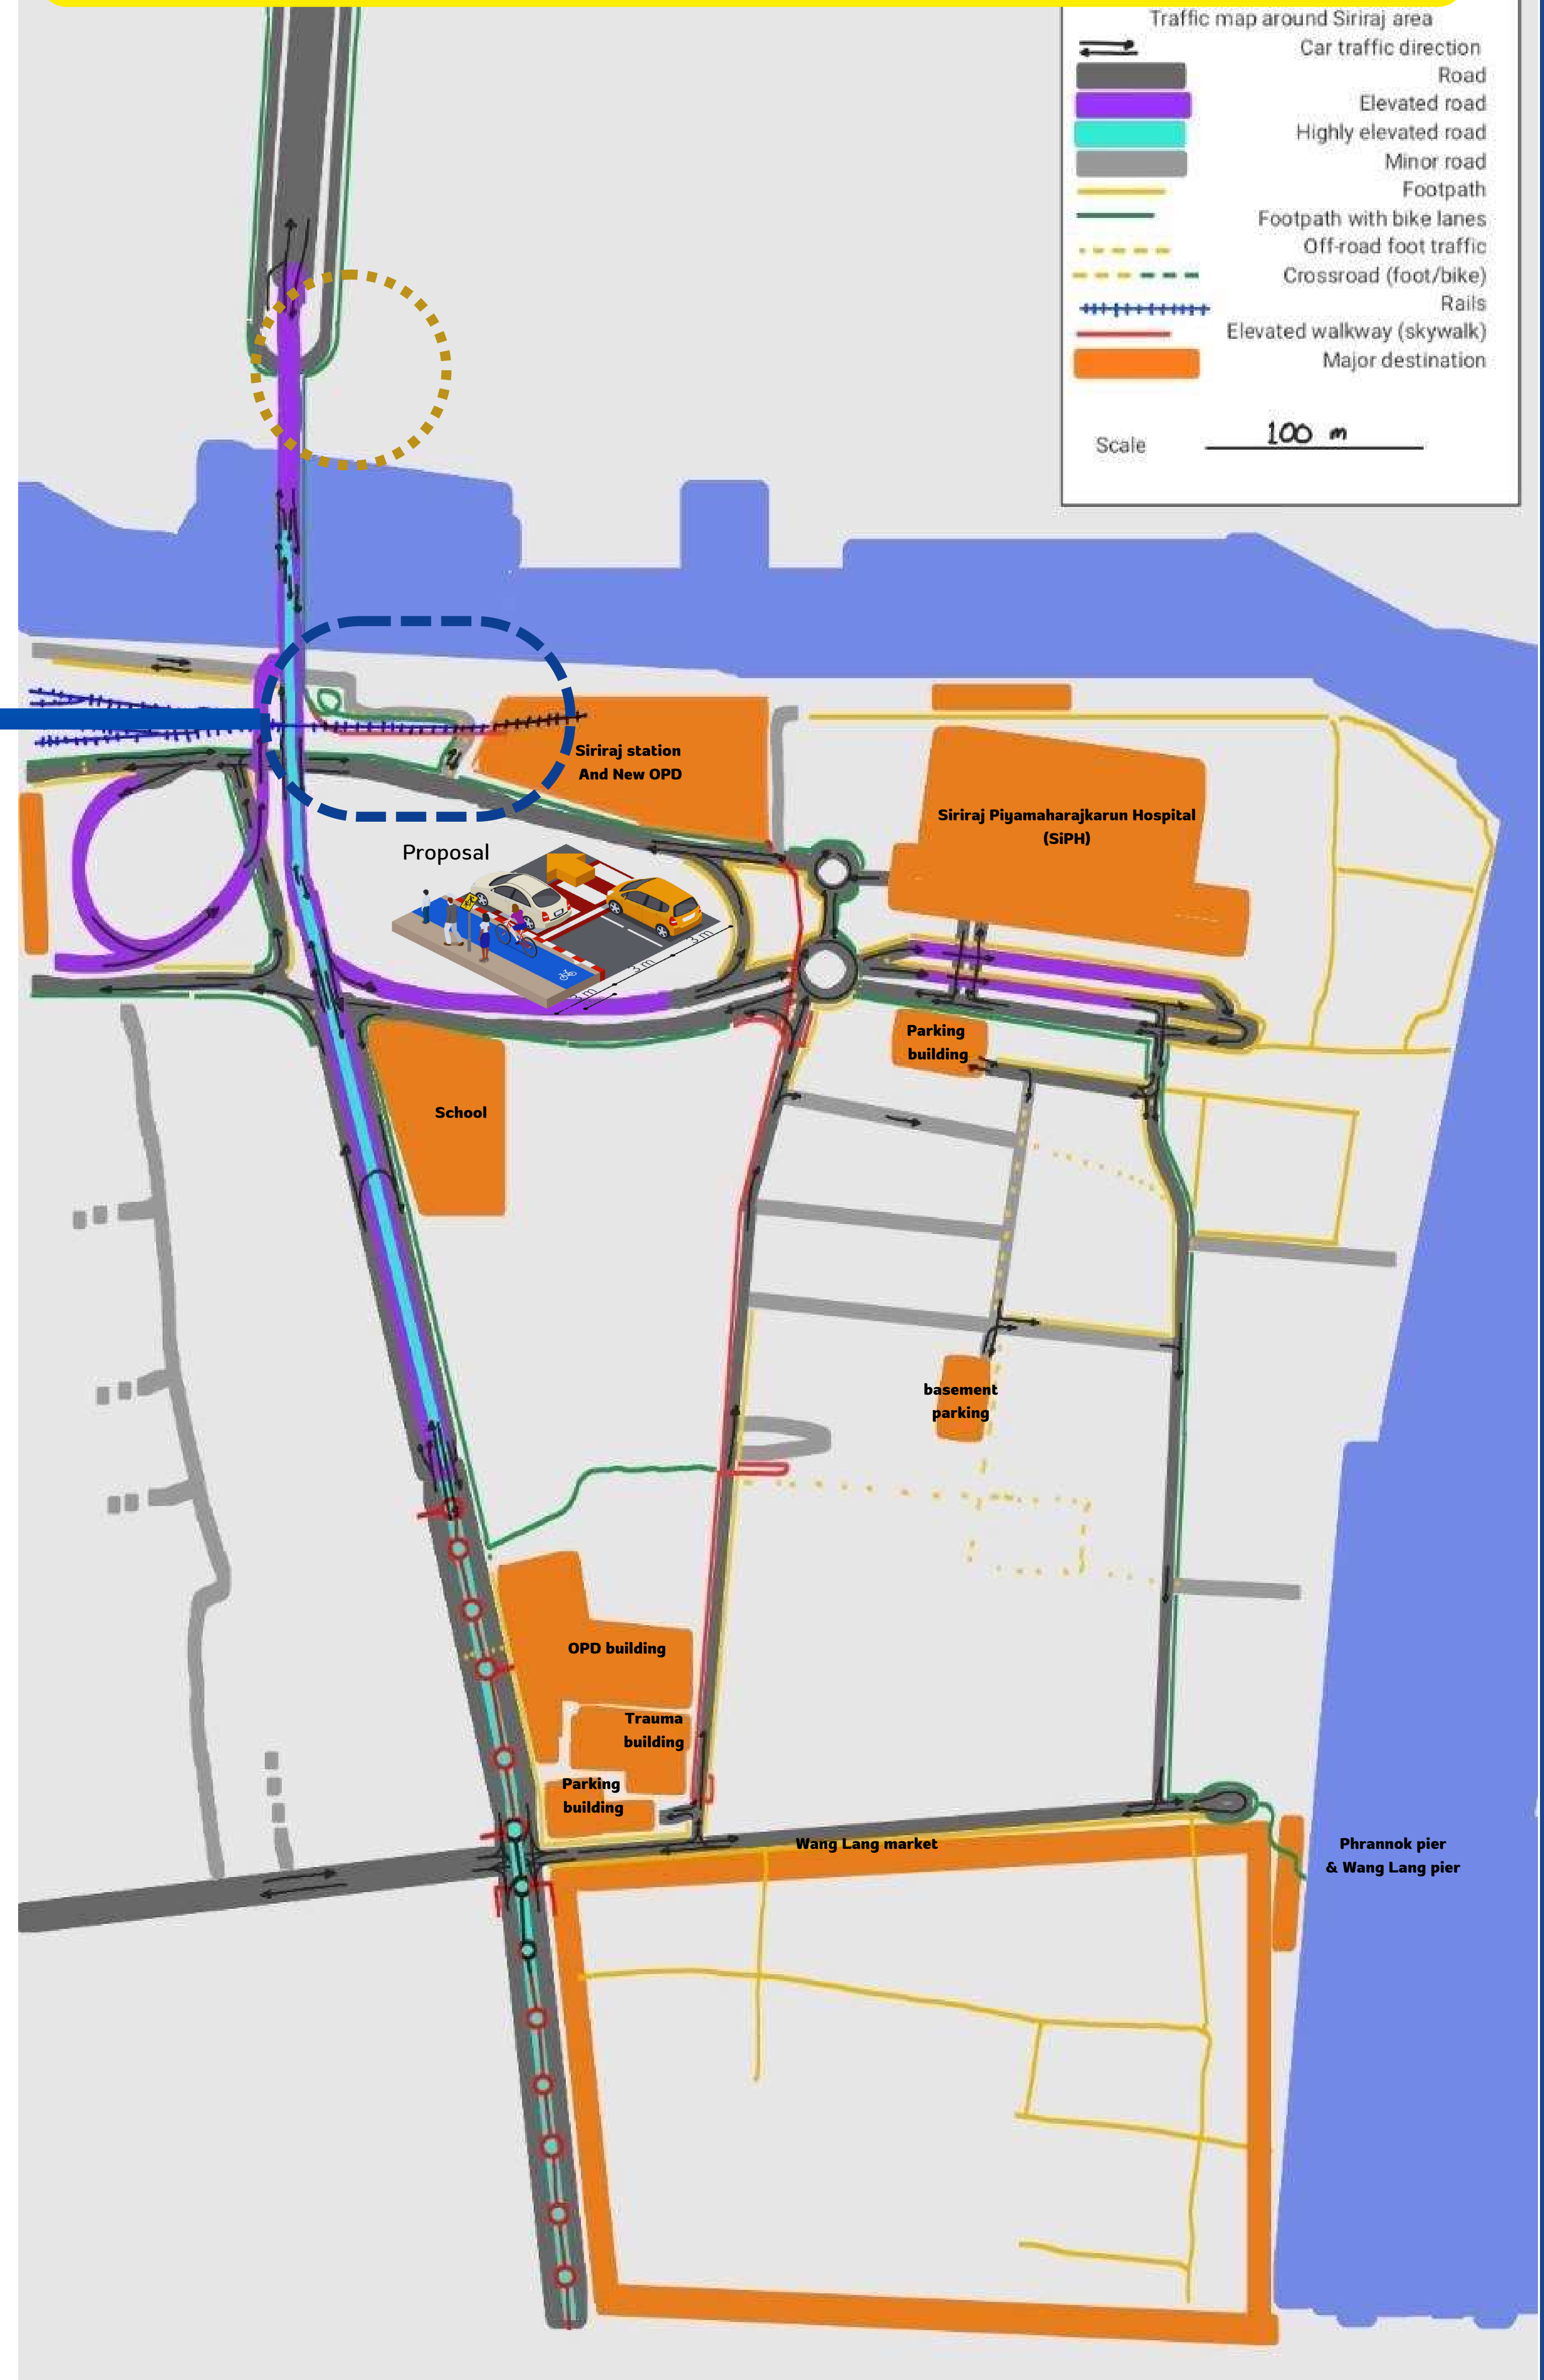 Traffic map around Siriraj area
Car traffic direction
Road
Elevated road
Highly elevated road
Minor road
Footpath
Footpath with bike lanes
Off-road foot traffic
Crossroad (foot/bike)
Rails
Elevated walkway (skywalk)
Major destination
100 m
Scale
Siriraj station
And New OPD
Siriraj Piyamaharajkarun Hospital
(SiPH)
Proposal
3 m
3 m
3 m
Parking
building
School
basement
parking
OPD building
Trauma
building
Parking
building
Wang Lang market
Phrannok pier
& Wang Lang pier